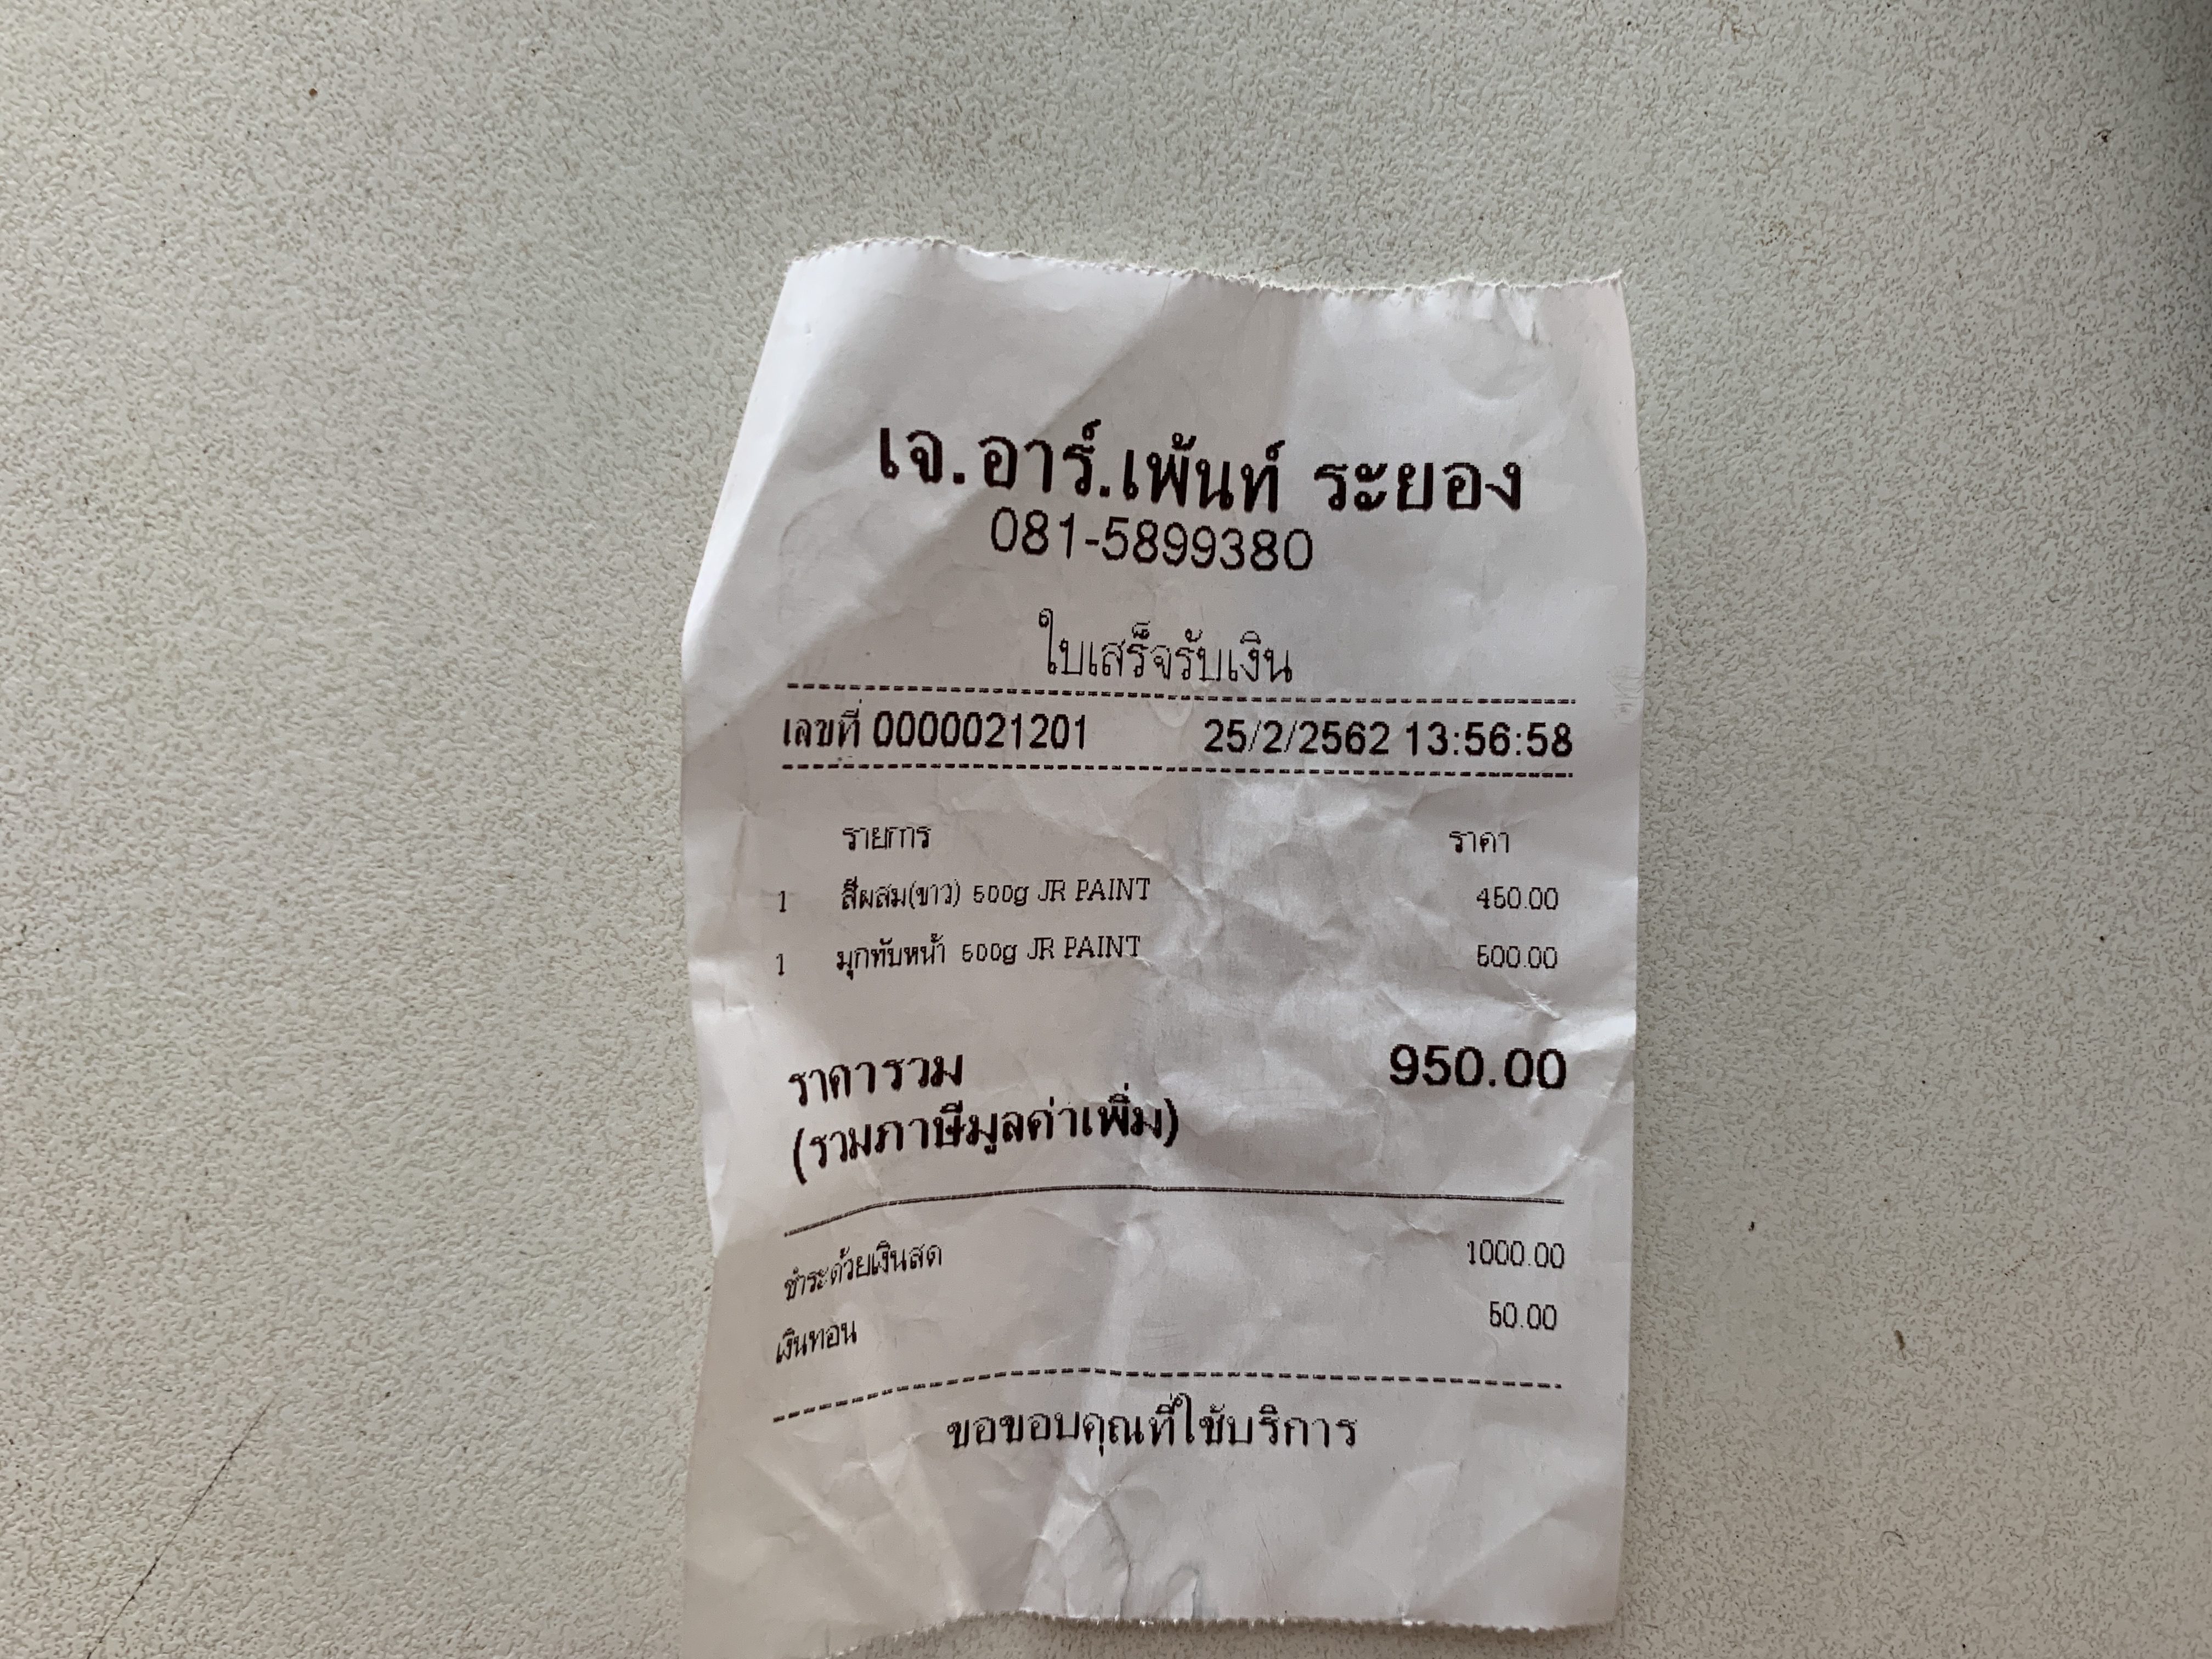 เจ.อาร์.เพ้นท์ ระยอง
081-5899380
ใบเสร็จรับเงิน
เลขที่ 0000021201 25/2/2562 13:56:58
รายการ ราคา
1 สีผสม(ขาว) 500g JR PAINT 450.00
1 มุกทับหน้า 500g JR PAINT 500.00
ราคารวม 950.00
(รวมภาษีมูลค่าเพิ่ม)
ชำระด้วยเงินสด 1000.00
เงินทอน 50.00
ขอขอบคุณที่ใช้บริการ